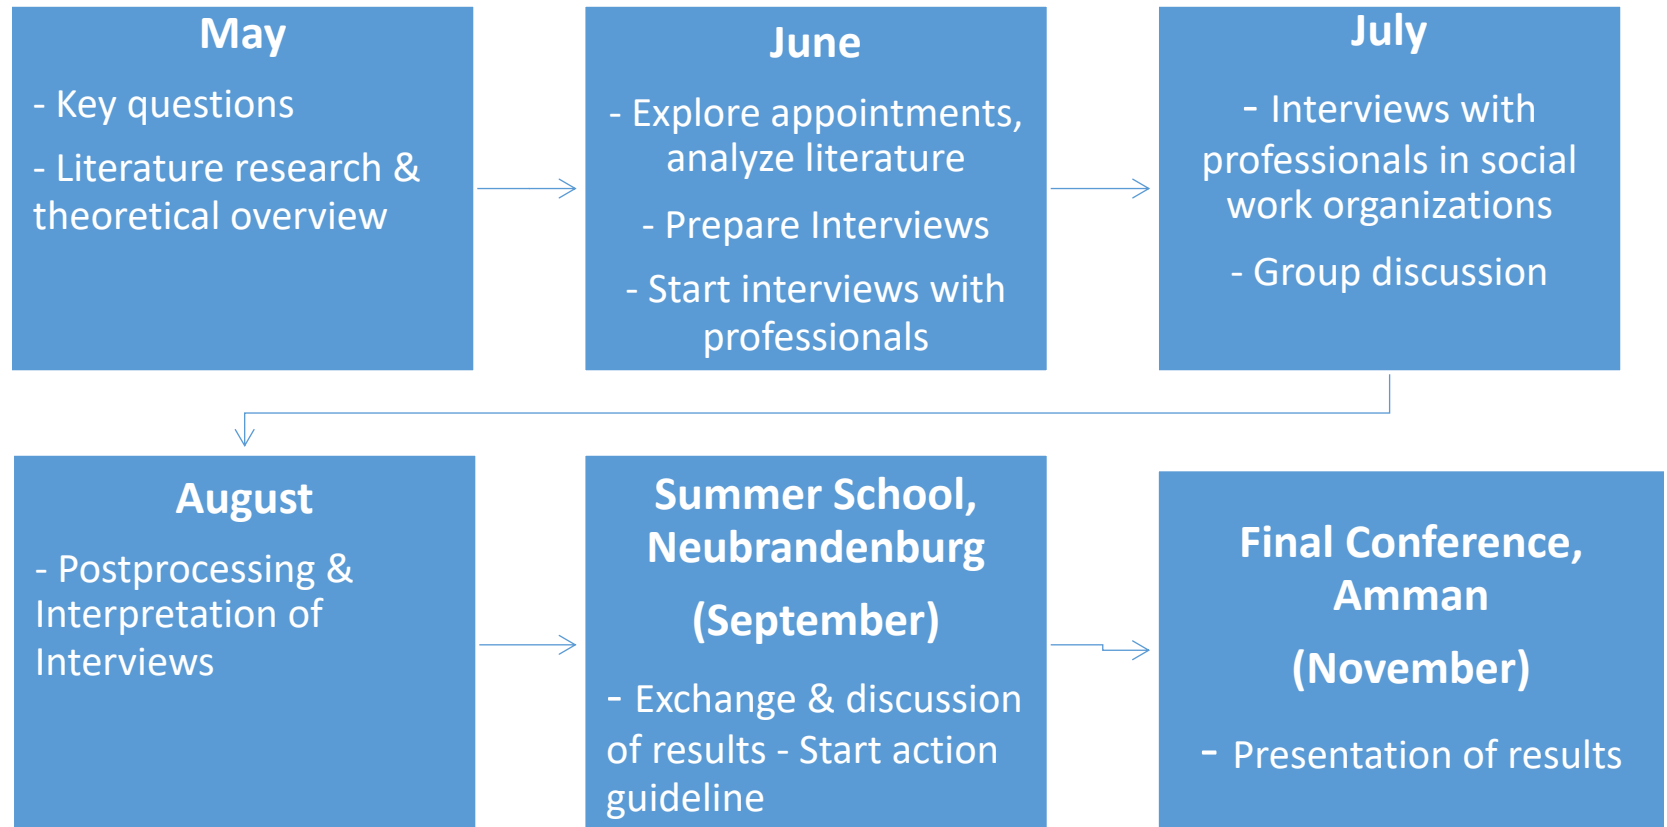 May
- Key questions
- Literature research &
theoretical overview
June
- Explore appointments,
analyze literature
- Prepare Interviews
- Start interviews with
professionals
July
- Interviews with
professionals in social
work organizations
- Group discussion
August
- Postprocessing &
Interpretation of
Interviews
Summer School,
Neubrandenburg
(September)
- Exchange & discussion
of results - Start action
guideline
Final Conference,
Amman
(November)
- Presentation of results